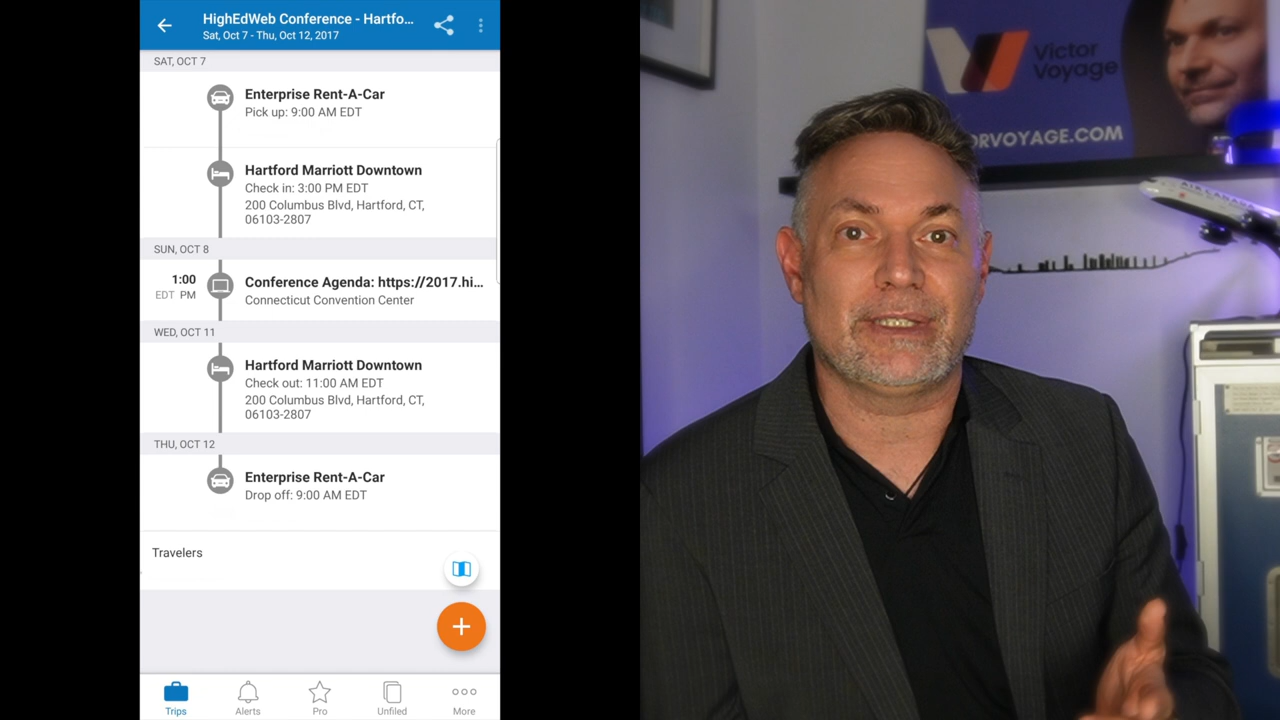 HighEdWeb Conference - Hartfo...
Sat, Oct 7 - Thu, Oct 12, 2017
SAT, OCT 7
Enterprise Rent-A-Car
Pick up: 9:00 AM EDT
Hartford Marriott Downtown
Check in: 3:00 PM EDT
200 Columbus Blvd, Hartford, CT,
06103-2807
SUN, OCT 8
1:00
EDT PM
Conference Agenda: https://2017.hi...
Connecticut Convention Center
WED, OCT 11
Hartford Marriott Downtown
Check out: 11:00 AM EDT
200 Columbus Blvd, Hartford, CT,
06103-2807
THU, OCT 12
Enterprise Rent-A-Car
Drop off: 9:00 AM EDT
Travelers
Trips
Alerts
Pro
Unfiled
More
Victor
Voyage
ORVOYAGE.COM
AIR CANADA